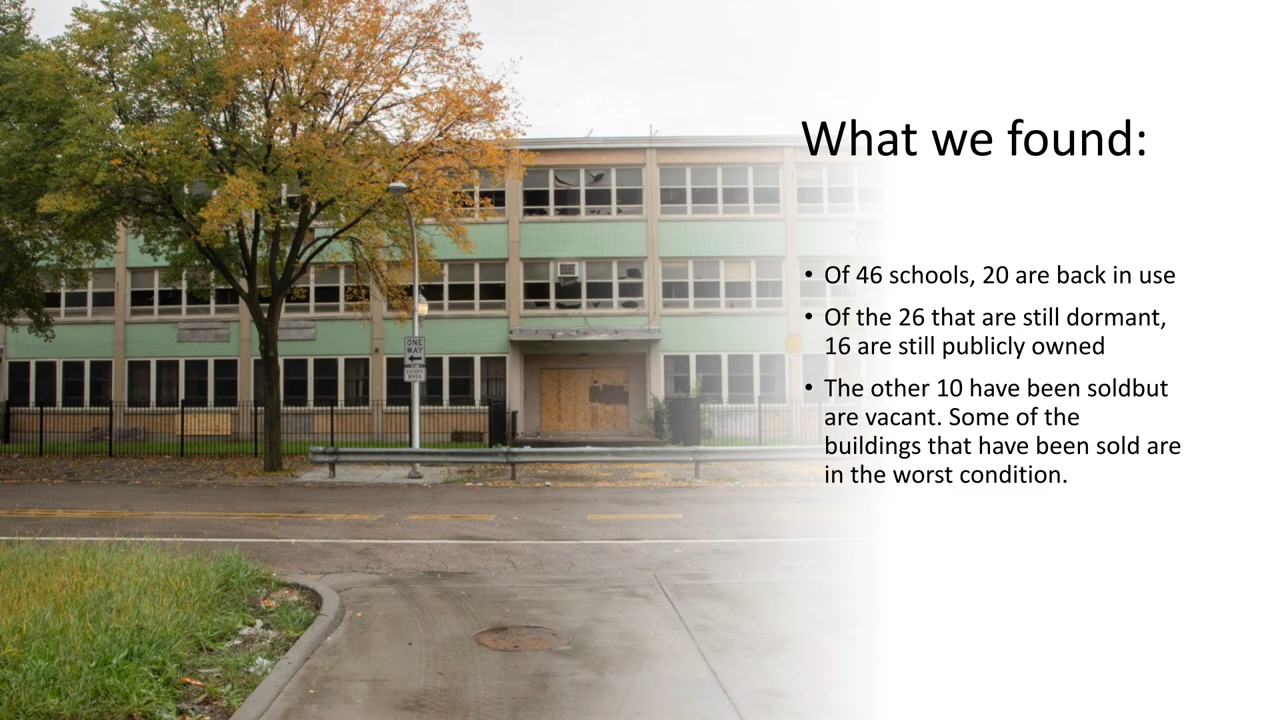 What we found:
• Of 46 schools, 20 are back in use
• Of the 26 that are still dormant,
16 are still publicly owned
• The other 10 have been soldbut
are vacant. Some of the
buildings that have been sold are
in the worst condition.
ONE
WAY
EXCEPT